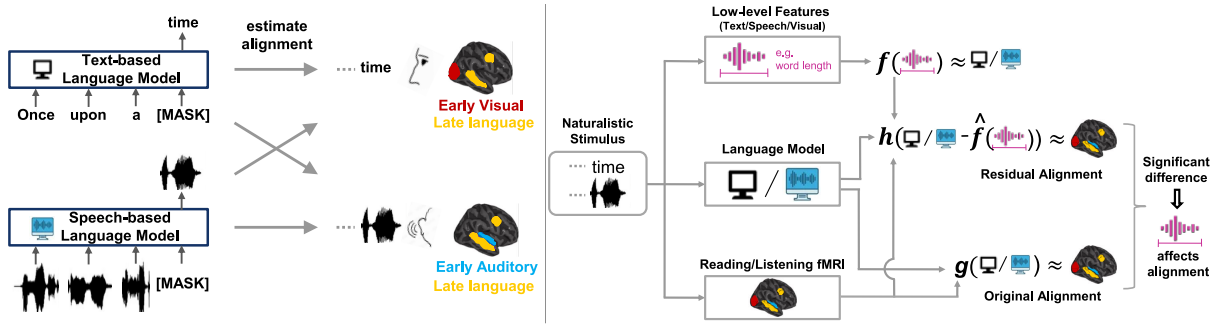 time
Text-based
Language Model
Once upon a [MASK]
Speech-based
Language Model
[MASK]
estimate
alignment
time
Early Visual
Late language
Early Auditory
Late language
Naturalistic
Stimulus
time
Low-level Features
(Text/Speech/Visual)
e.g.
word length
f( ) ≈ /
Language Model
/
h( / - f̂( )) ≈
Residual Alignment
Reading/Listening fMRI
g( / ) ≈
Original Alignment
Significant
difference
affects
alignment